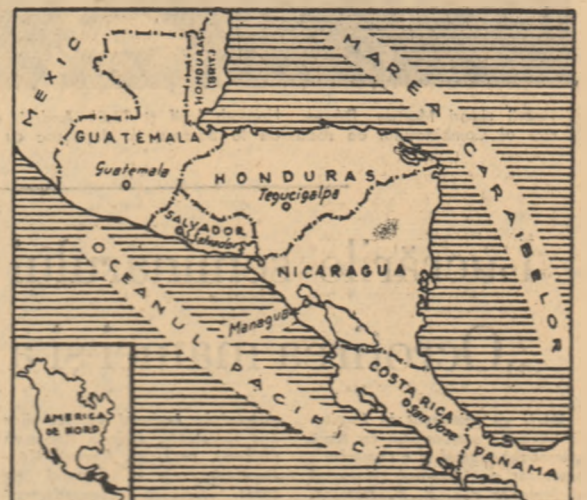 MEXIC
HONDURAS
(BRIT.)
MAREA CARAIBELOR
GUATEMALA
Guatemala
HONDURAS
Tegucigalpa
SALVADOR
S. Salvador
OCEANUL PACIFIC
NICARAGUA
Managua
COSTA RICA
San José
PANAMA
AMERICA
DE NORD